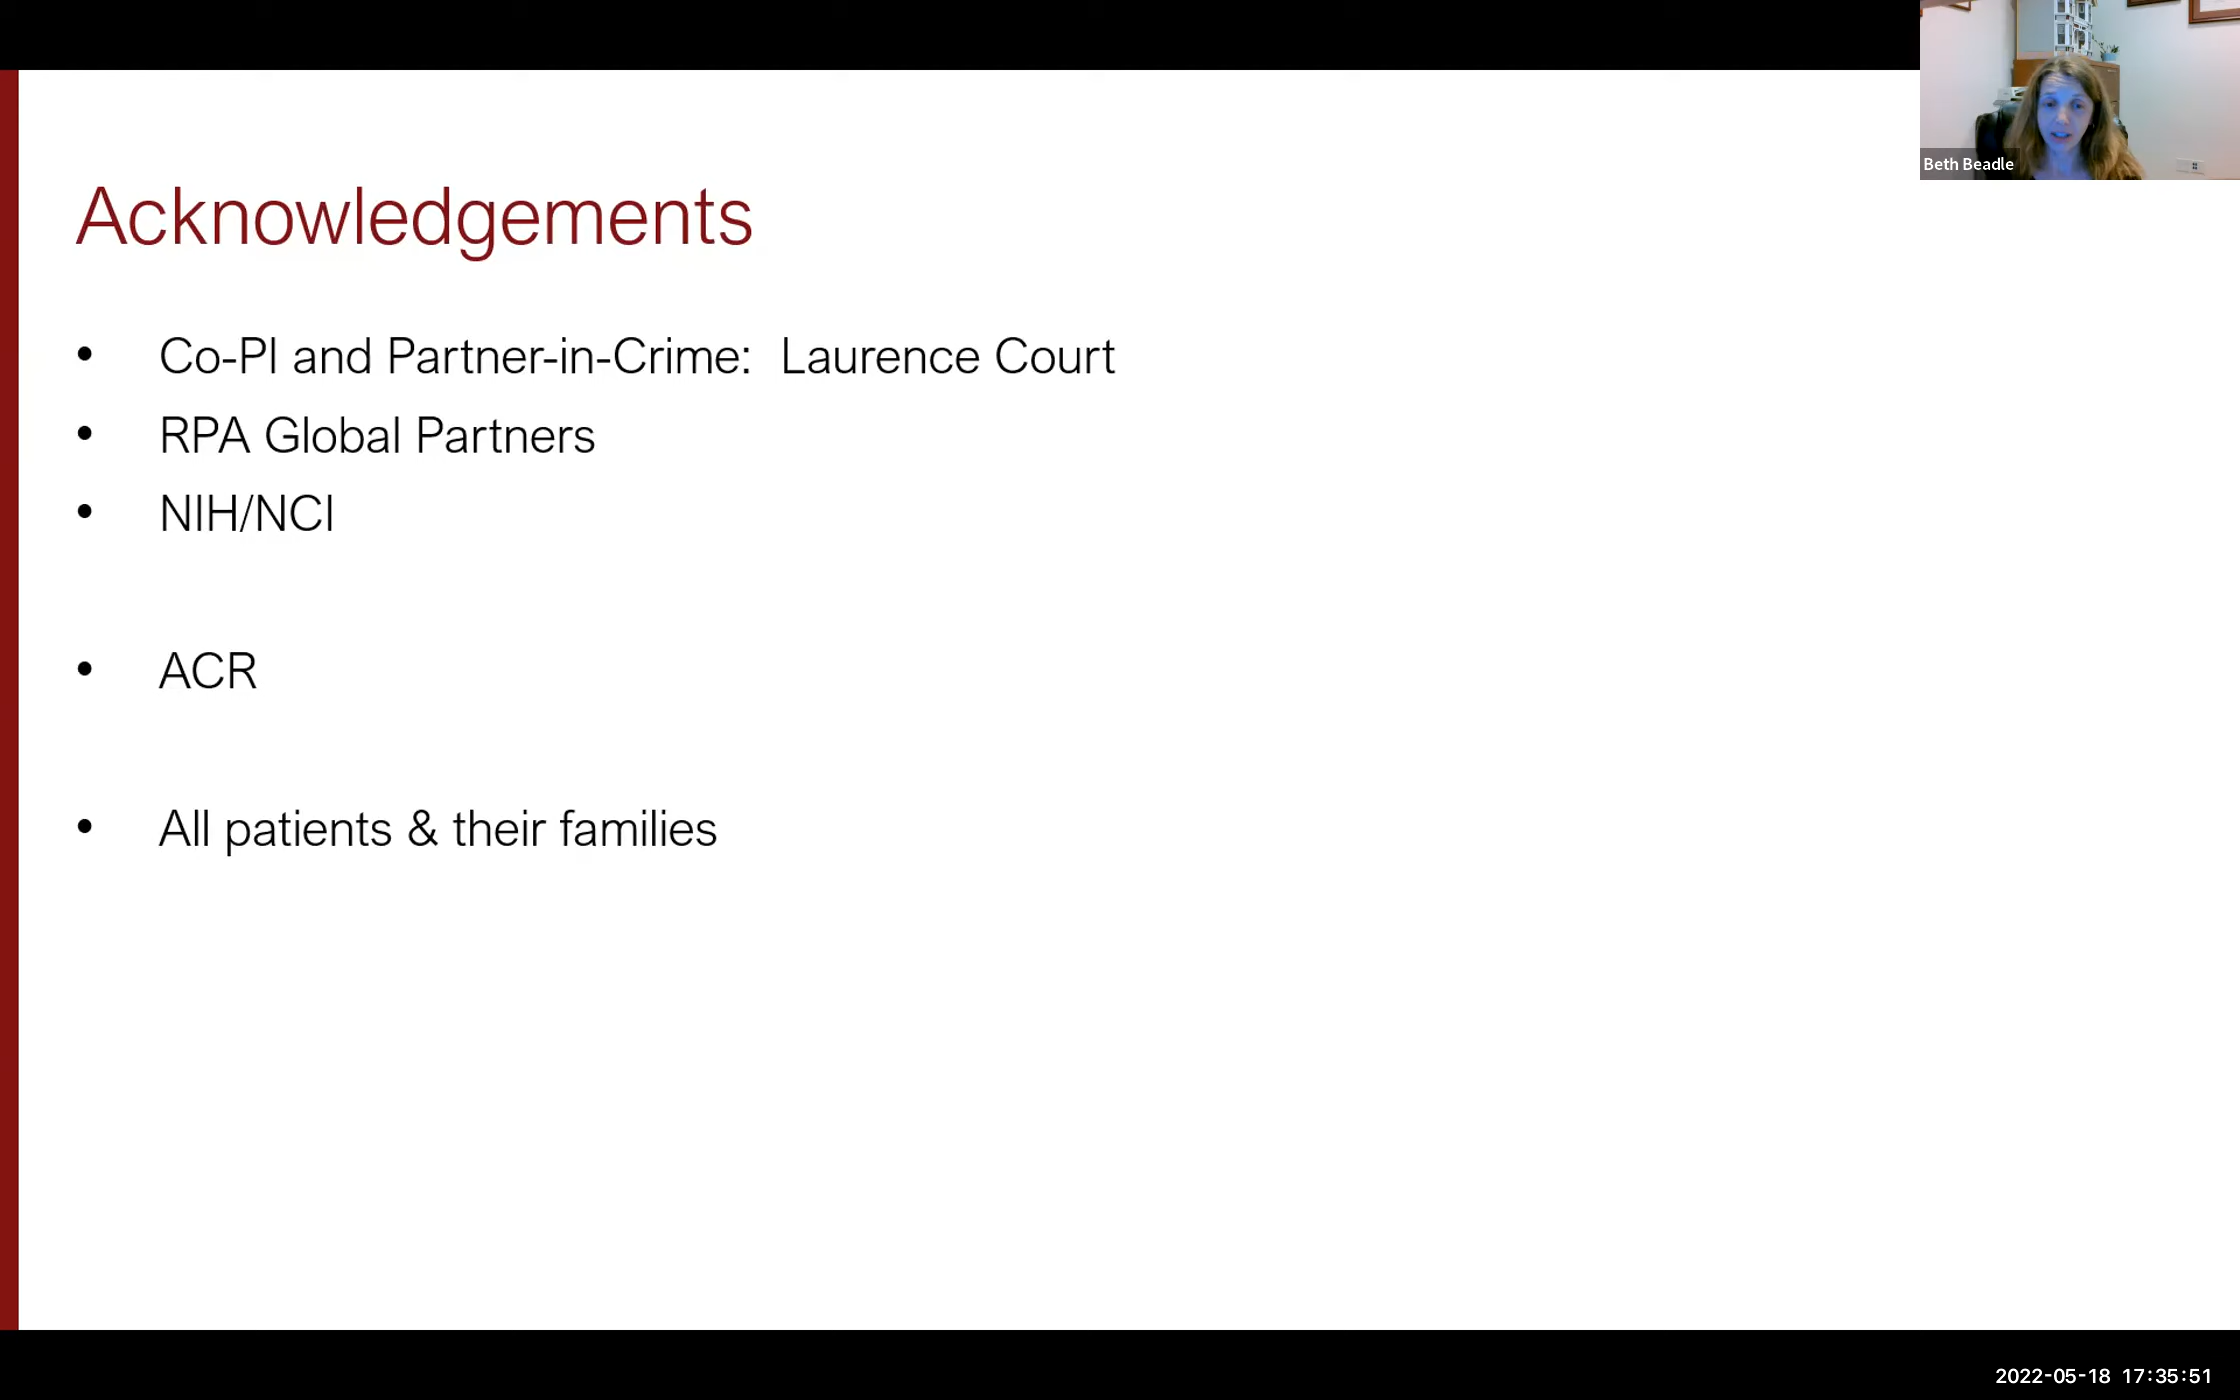 Beth Beadle
Acknowledgements
• Co-PI and Partner-in-Crime:  Laurence Court
• RPA Global Partners
• NIH/NCI
• ACR
• All patients & their families
2022-05-18 17:35:51